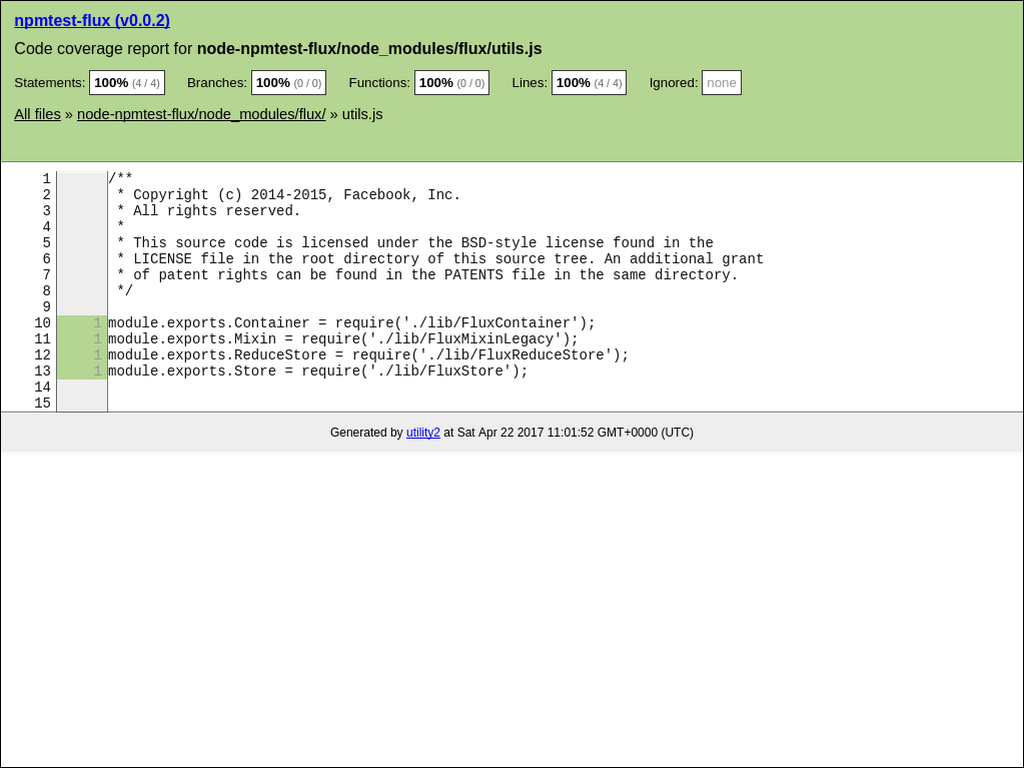 npmtest-flux (v0.0.2)
Code coverage report for node-npmtest-flux/node_modules/flux/utils.js
Statements: 100% (4 / 4) Branches: 100% (0 / 0) Functions: 100% (0 / 0) Lines: 100% (4 / 4) Ignored: none
All files » node-npmtest-flux/node_modules/flux/ » utils.js
1 /**
2  * Copyright (c) 2014-2015, Facebook, Inc.
3  * All rights reserved.
4  *
5  * This source code is licensed under the BSD-style license found in the
6  * LICENSE file in the root directory of this source tree. An additional grant
7  * of patent rights can be found in the PATENTS file in the same directory.
8  */
9
10 1 module.exports.Container = require('./lib/FluxContainer');
11 1 module.exports.Mixin = require('./lib/FluxMixinLegacy');
12 1 module.exports.ReduceStore = require('./lib/FluxReduceStore');
13 1 module.exports.Store = require('./lib/FluxStore');
14
15
Generated by utility2 at Sat Apr 22 2017 11:01:52 GMT+0000 (UTC)